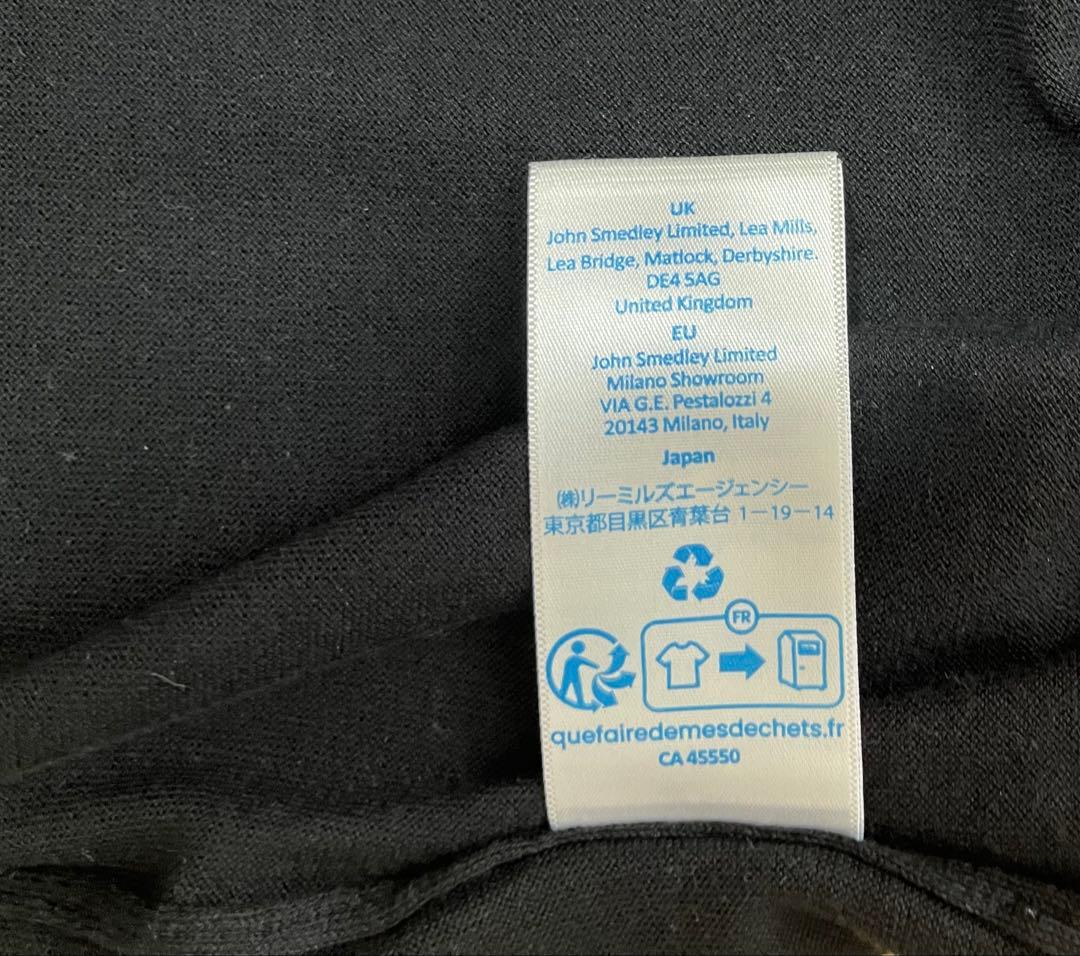 UK
John Smedley Limited, Lea Mills,
Lea Bridge, Matlock, Derbyshire.
DE4 5AG
United Kingdom
EU
John Smedley Limited
Milano Showroom
VIA G.E. Pestalozzi 4
20143 Milano, Italy
Japan
㈱リーミルズエージェンシー
東京都目黒区青葉台 1－19－14
FR
quefairedemesdechets.fr
CA 45550